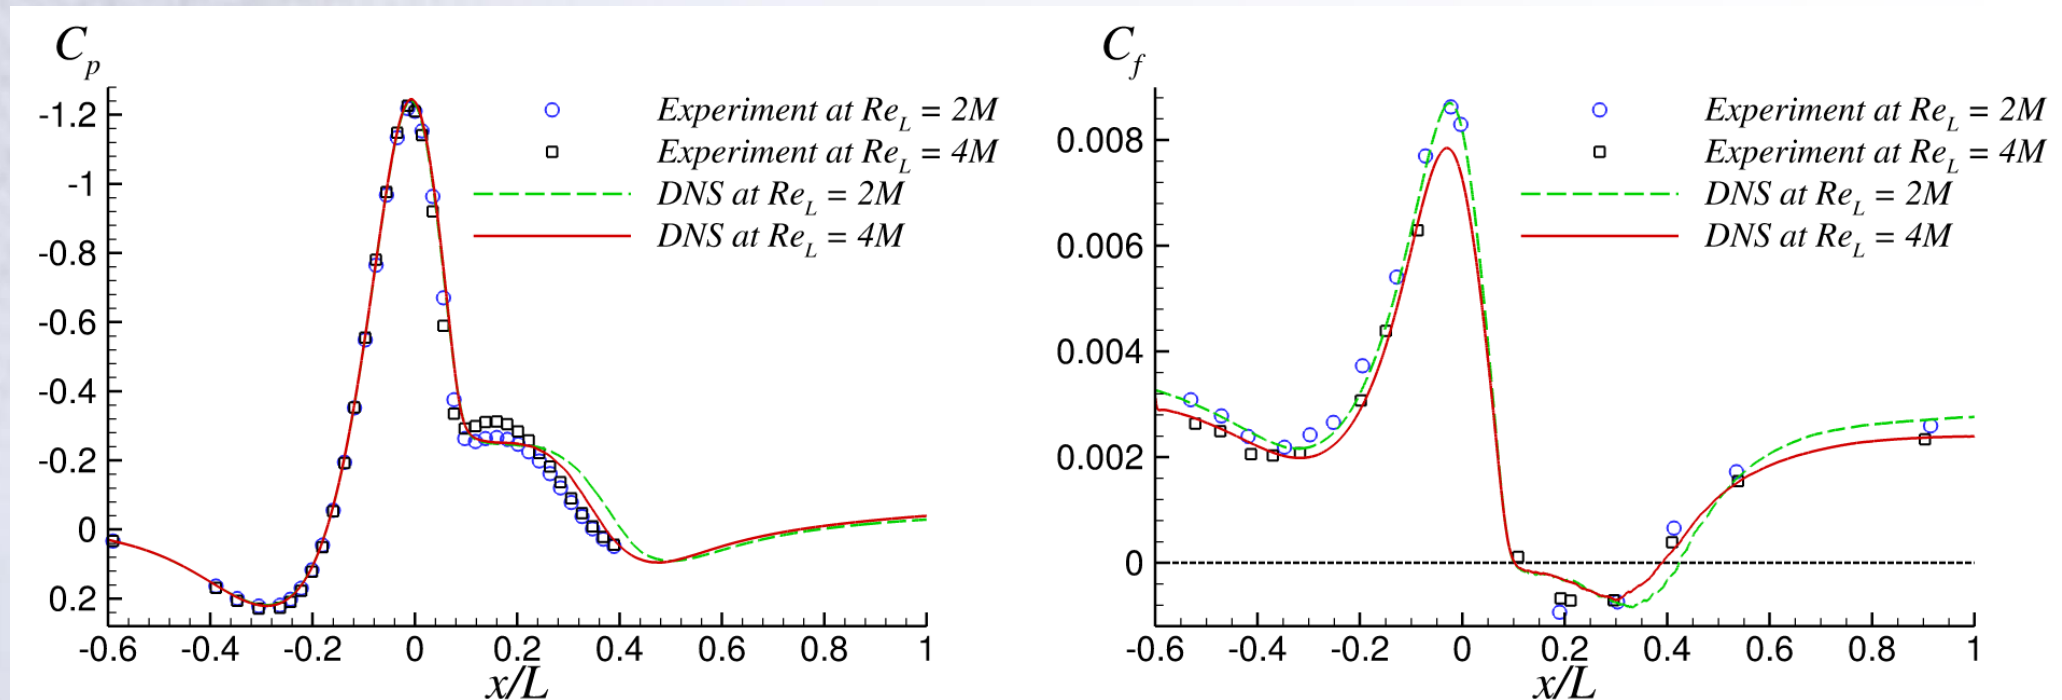 C_p
-1.2
-1
-0.8
-0.6
-0.4
-0.2
0
0.2
-0.6 -0.4 -0.2 0 0.2 0.4 0.6 0.8 1
x/L
Experiment at Re_L = 2M
Experiment at Re_L = 4M
DNS at Re_L = 2M
DNS at Re_L = 4M
C_f
0.008
0.006
0.004
0.002
0
-0.6 -0.4 -0.2 0 0.2 0.4 0.6 0.8 1
x/L
Experiment at Re_L = 2M
Experiment at Re_L = 4M
DNS at Re_L = 2M
DNS at Re_L = 4M